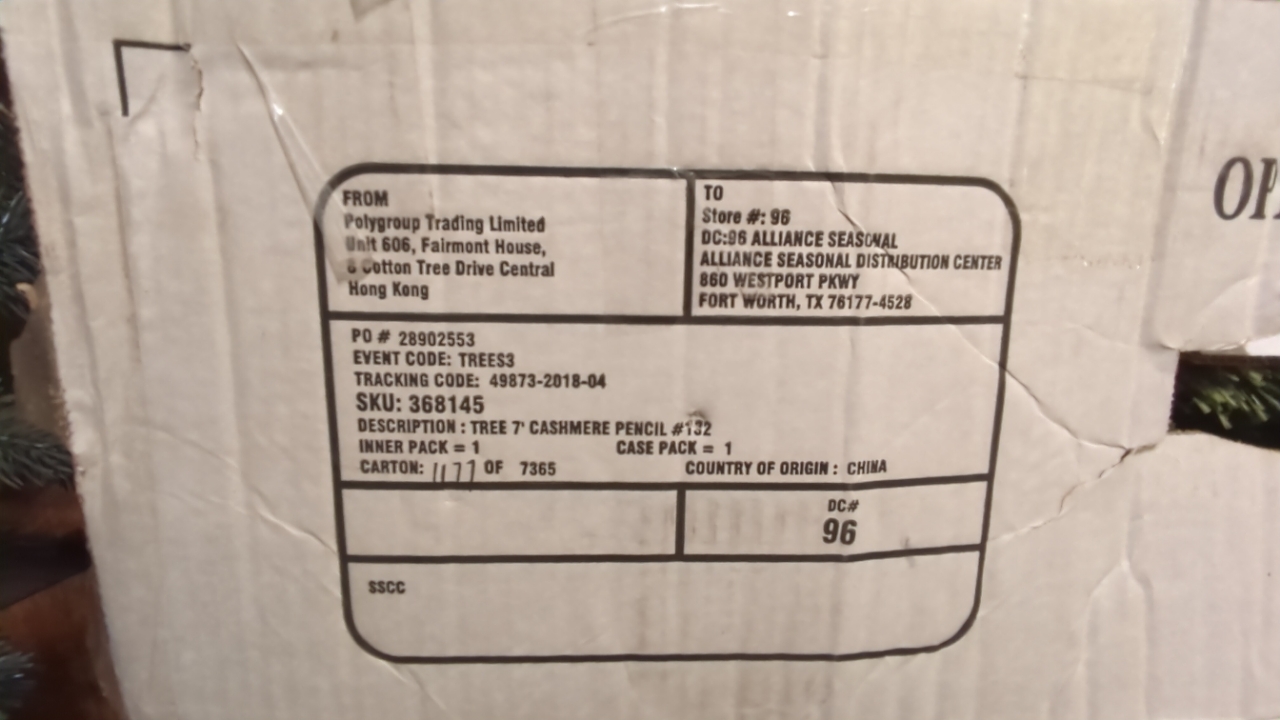 FROM
Polygroup Trading Limited
Unit 606, Fairmont House,
8 Cotton Tree Drive Central
Hong Kong
TO
Store #: 96
DC:96 ALLIANCE SEASONAL
ALLIANCE SEASONAL DISTRIBUTION CENTER
860 WESTPORT PKWY
FORT WORTH, TX 76177-4528
PO # 28902553
EVENT CODE: TREES3
TRACKING CODE: 49873-2018-04
SKU: 368145
DESCRIPTION : TREE 7' CASHMERE PENCIL #132
INNER PACK = 1 CASE PACK = 1
CARTON: 1177 OF 7365 COUNTRY OF ORIGIN : CHINA
DC#
96
SSCC